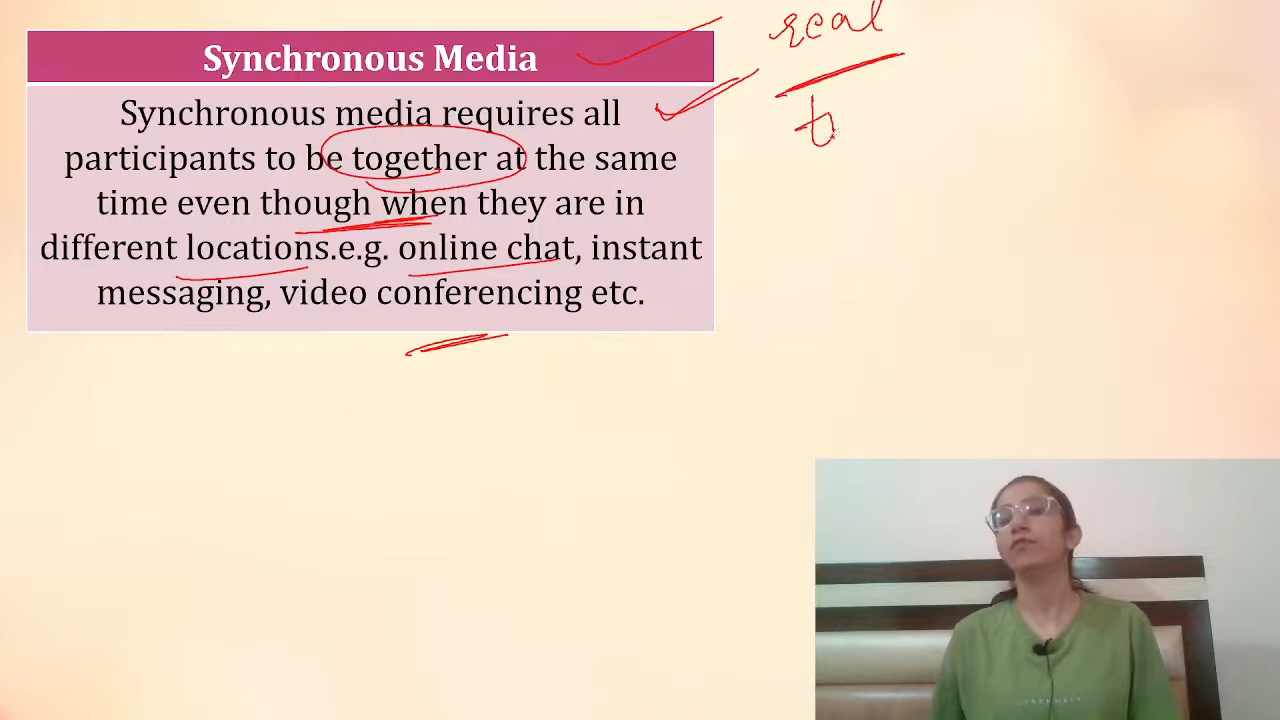 Synchronous Media
Synchronous media requires all
participants to be together at the same
time even though when they are in
different locations.e.g. online chat, instant
messaging, video conferencing etc.
real
t